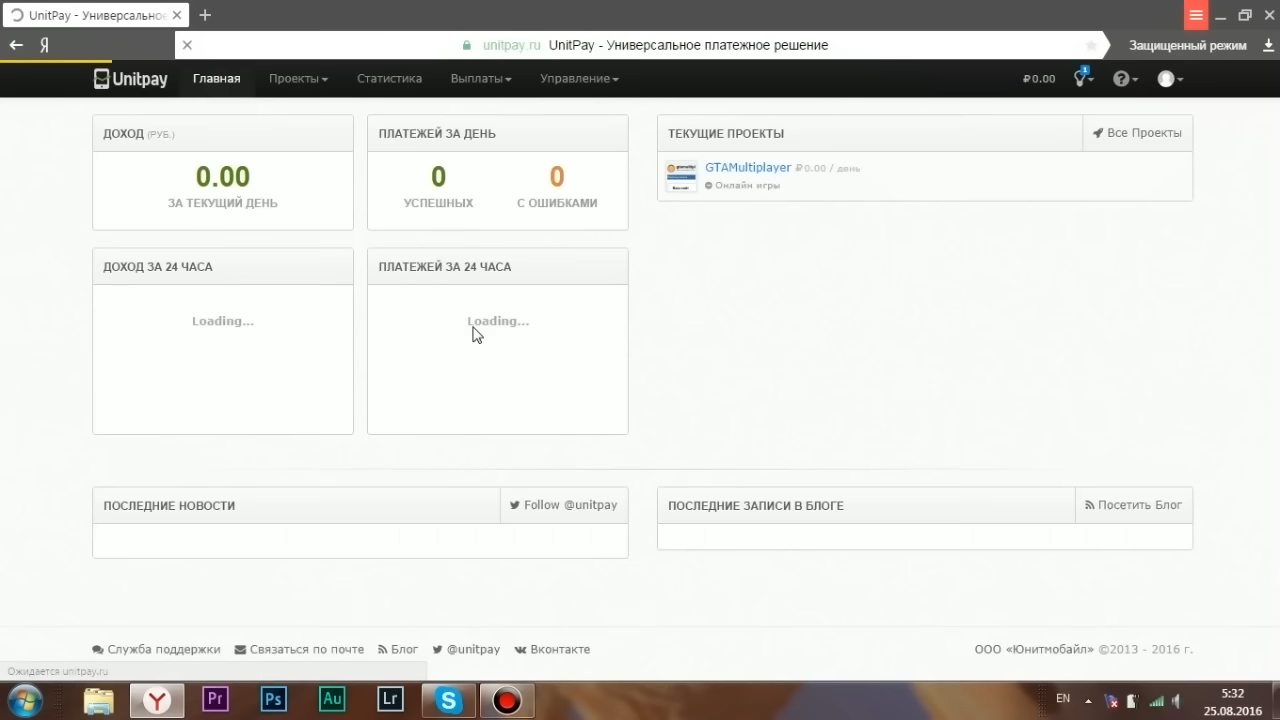 UnitPay - Универсальное
Я
unitpay.ru UnitPay - Универсальное платежное решение
Защищенный режим
Unitpay Главная Проекты Статистика Выплаты Управление
₽0.00 1 ?
ДОХОД (РУБ.)
0.00
ЗА ТЕКУЩИЙ ДЕНЬ
ПЛАТЕЖЕЙ ЗА ДЕНЬ
0 0
УСПЕШНЫХ С ОШИБКАМИ
ТЕКУЩИЕ ПРОЕКТЫ Все Проекты
GTAMultiplayer ₽0.00 / день
Онлайн игры
ДОХОД ЗА 24 ЧАСА
Loading...
ПЛАТЕЖЕЙ ЗА 24 ЧАСА
Loading...
ПОСЛЕДНИЕ НОВОСТИ Follow @unitpay
ПОСЛЕДНИЕ ЗАПИСИ В БЛОГЕ Посетить Блог
Служба поддержки Связаться по почте Блог @unitpay Вконтакте
ООО «Юнитмобайл» ©2013 - 2016 г.
Ожидается unitpay.ru
Y Pr Ps Au Lr S
EN
5:32
25.08.2016